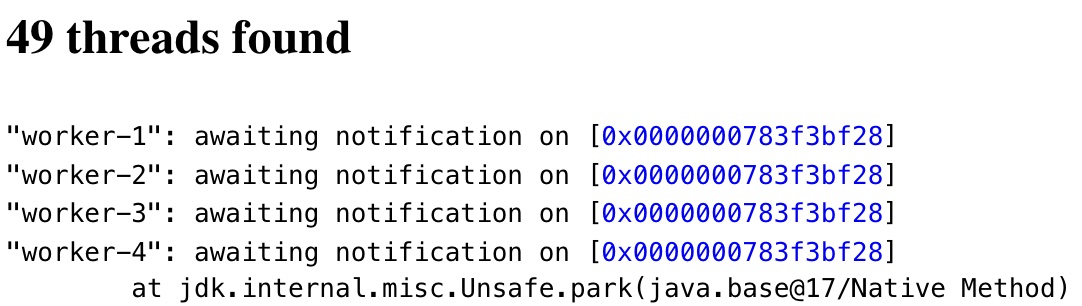 49 threads found
"worker-1": awaiting notification on [0x0000000783f3bf28]
"worker-2": awaiting notification on [0x0000000783f3bf28]
"worker-3": awaiting notification on [0x0000000783f3bf28]
"worker-4": awaiting notification on [0x0000000783f3bf28]
at jdk.internal.misc.Unsafe.park(java.base@17/Native Method)